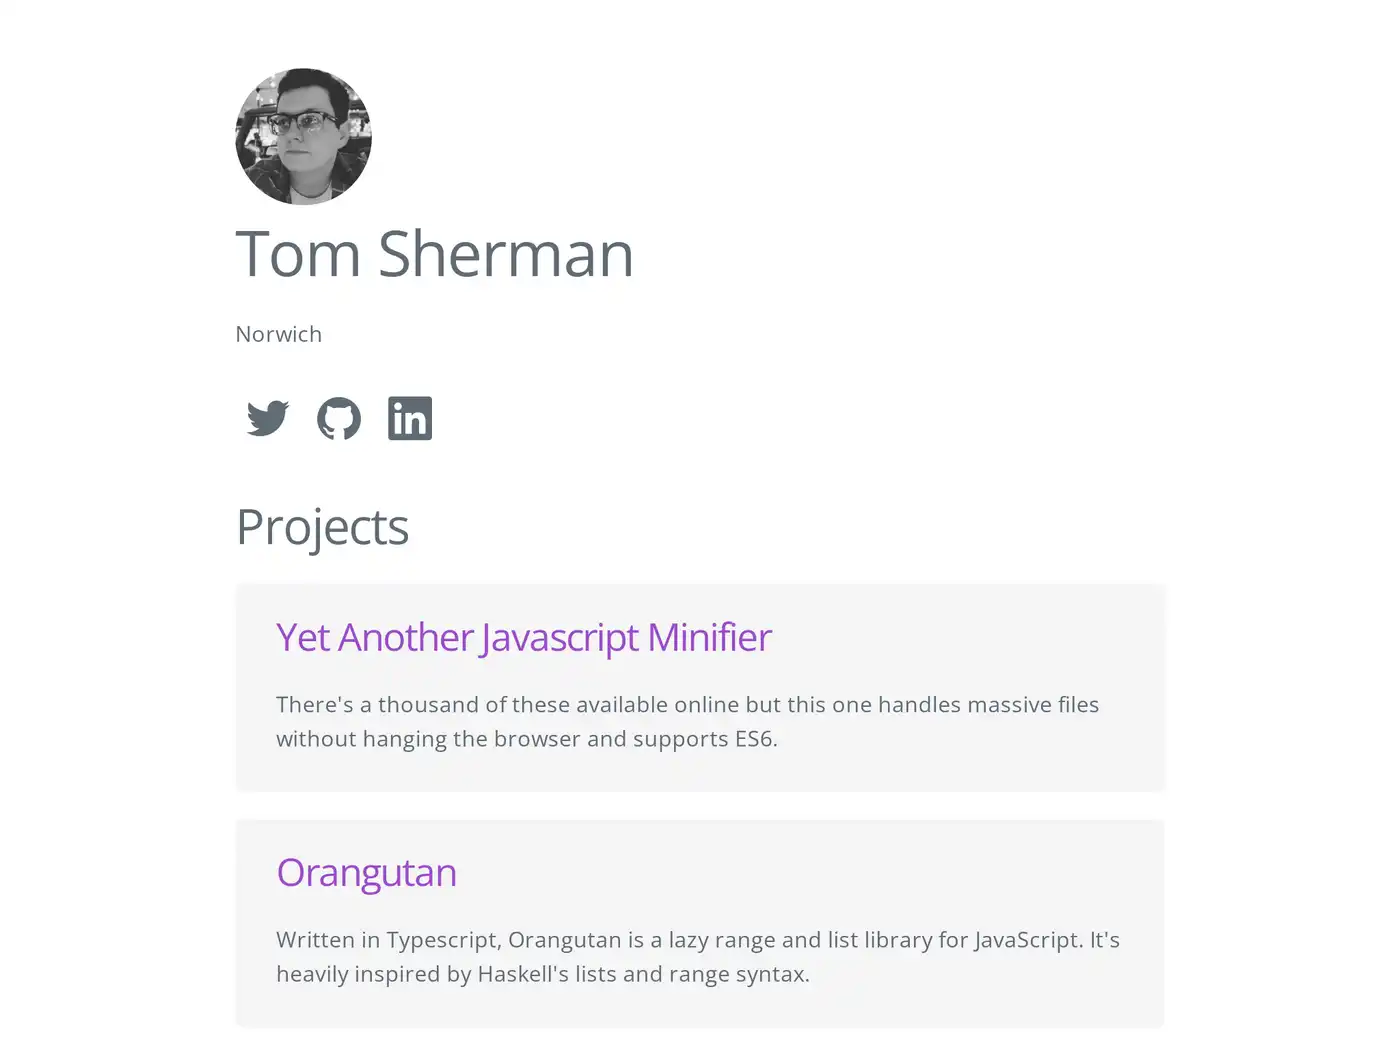 Tom Sherman
Norwich
Projects
Yet Another Javascript Minifier
There's a thousand of these available online but this one handles massive files
without hanging the browser and supports ES6.
Orangutan
Written in Typescript, Orangutan is a lazy range and list library for JavaScript. It's
heavily inspired by Haskell's lists and range syntax.